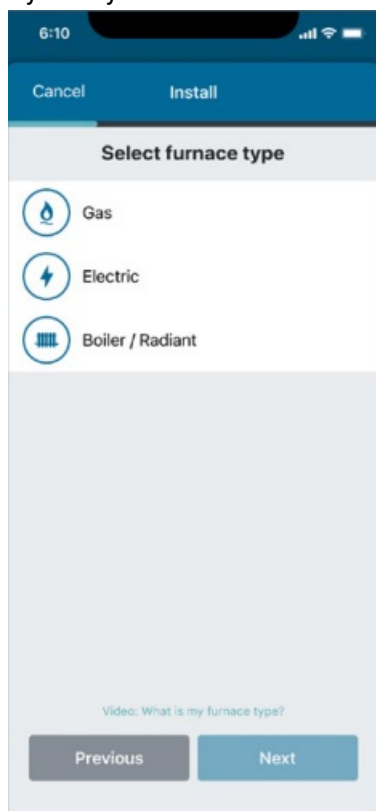 6:10
Cancel Install
Select furnace type
Gas
Electric
Boiler / Radiant
Video: What is my furnace type?
Previous Next